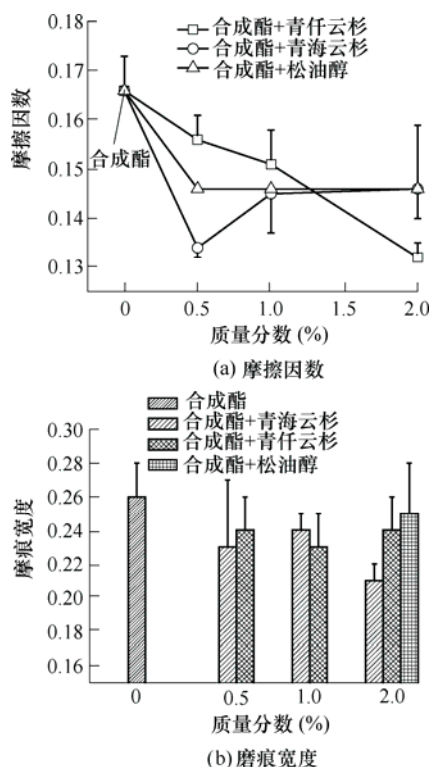 合成酯+青仟云杉
合成酯+青海云杉
合成酯+松油醇
0.17
0.16
0.15
0.14
0.13
摩擦因数
合成酯
0 0.5 1.0 1.5 2.0
质量分数 (%)
(a) 摩擦因数
合成酯
合成酯+青海云杉
合成酯+青仟云杉
合成酯+松油醇
0.30
0.28
0.26
0.24
0.22
0.20
0.18
0.16
摩痕宽度
0 0.5 1.0 2.0
质量分数 (%)
(b) 磨痕宽度